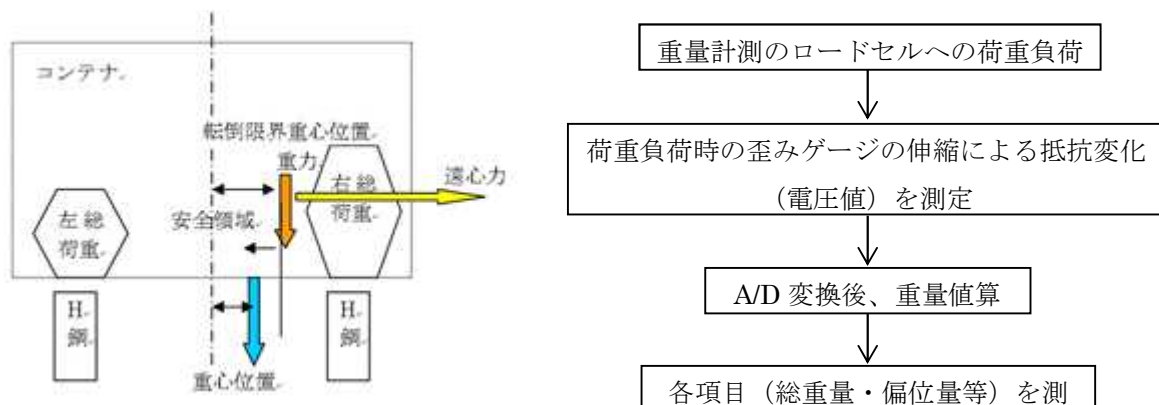 コンテナ
転倒限界重心位置
重力
遠心力
右総
荷重
安全領域
左総
荷重
H
鋼
H
鋼
重心位置
重量計測のロードセルへの荷重負荷
荷重負荷時の歪みゲージの伸縮による抵抗変化
（電圧値）を測定
A/D 変換後、重量値算
各項目（総重量・偏位量等）を測